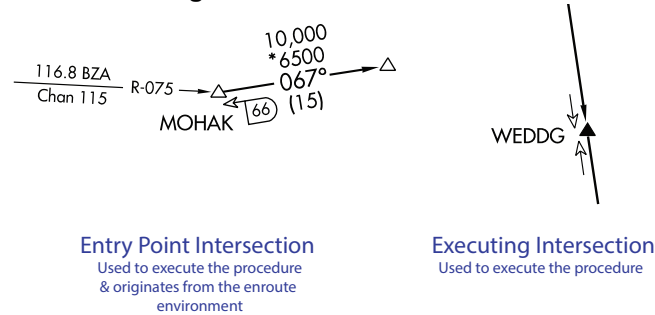 10,000
*6500
067°
(15)
116.8 BZA
Chan 115
R-075
66
MOHAK
WEDDG
Entry Point Intersection
Used to execute the procedure
& originates from the enroute
environment
Executing Intersection
Used to execute the procedure